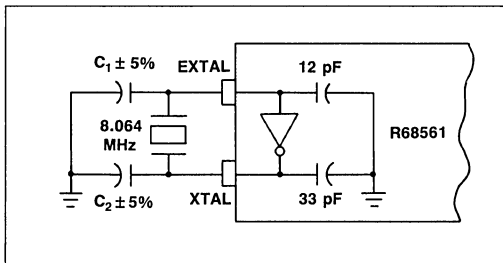 C₁ ± 5%
EXTAL
12 pF
8.064
MHz
R68561
C₂ ± 5%
XTAL
33 pF